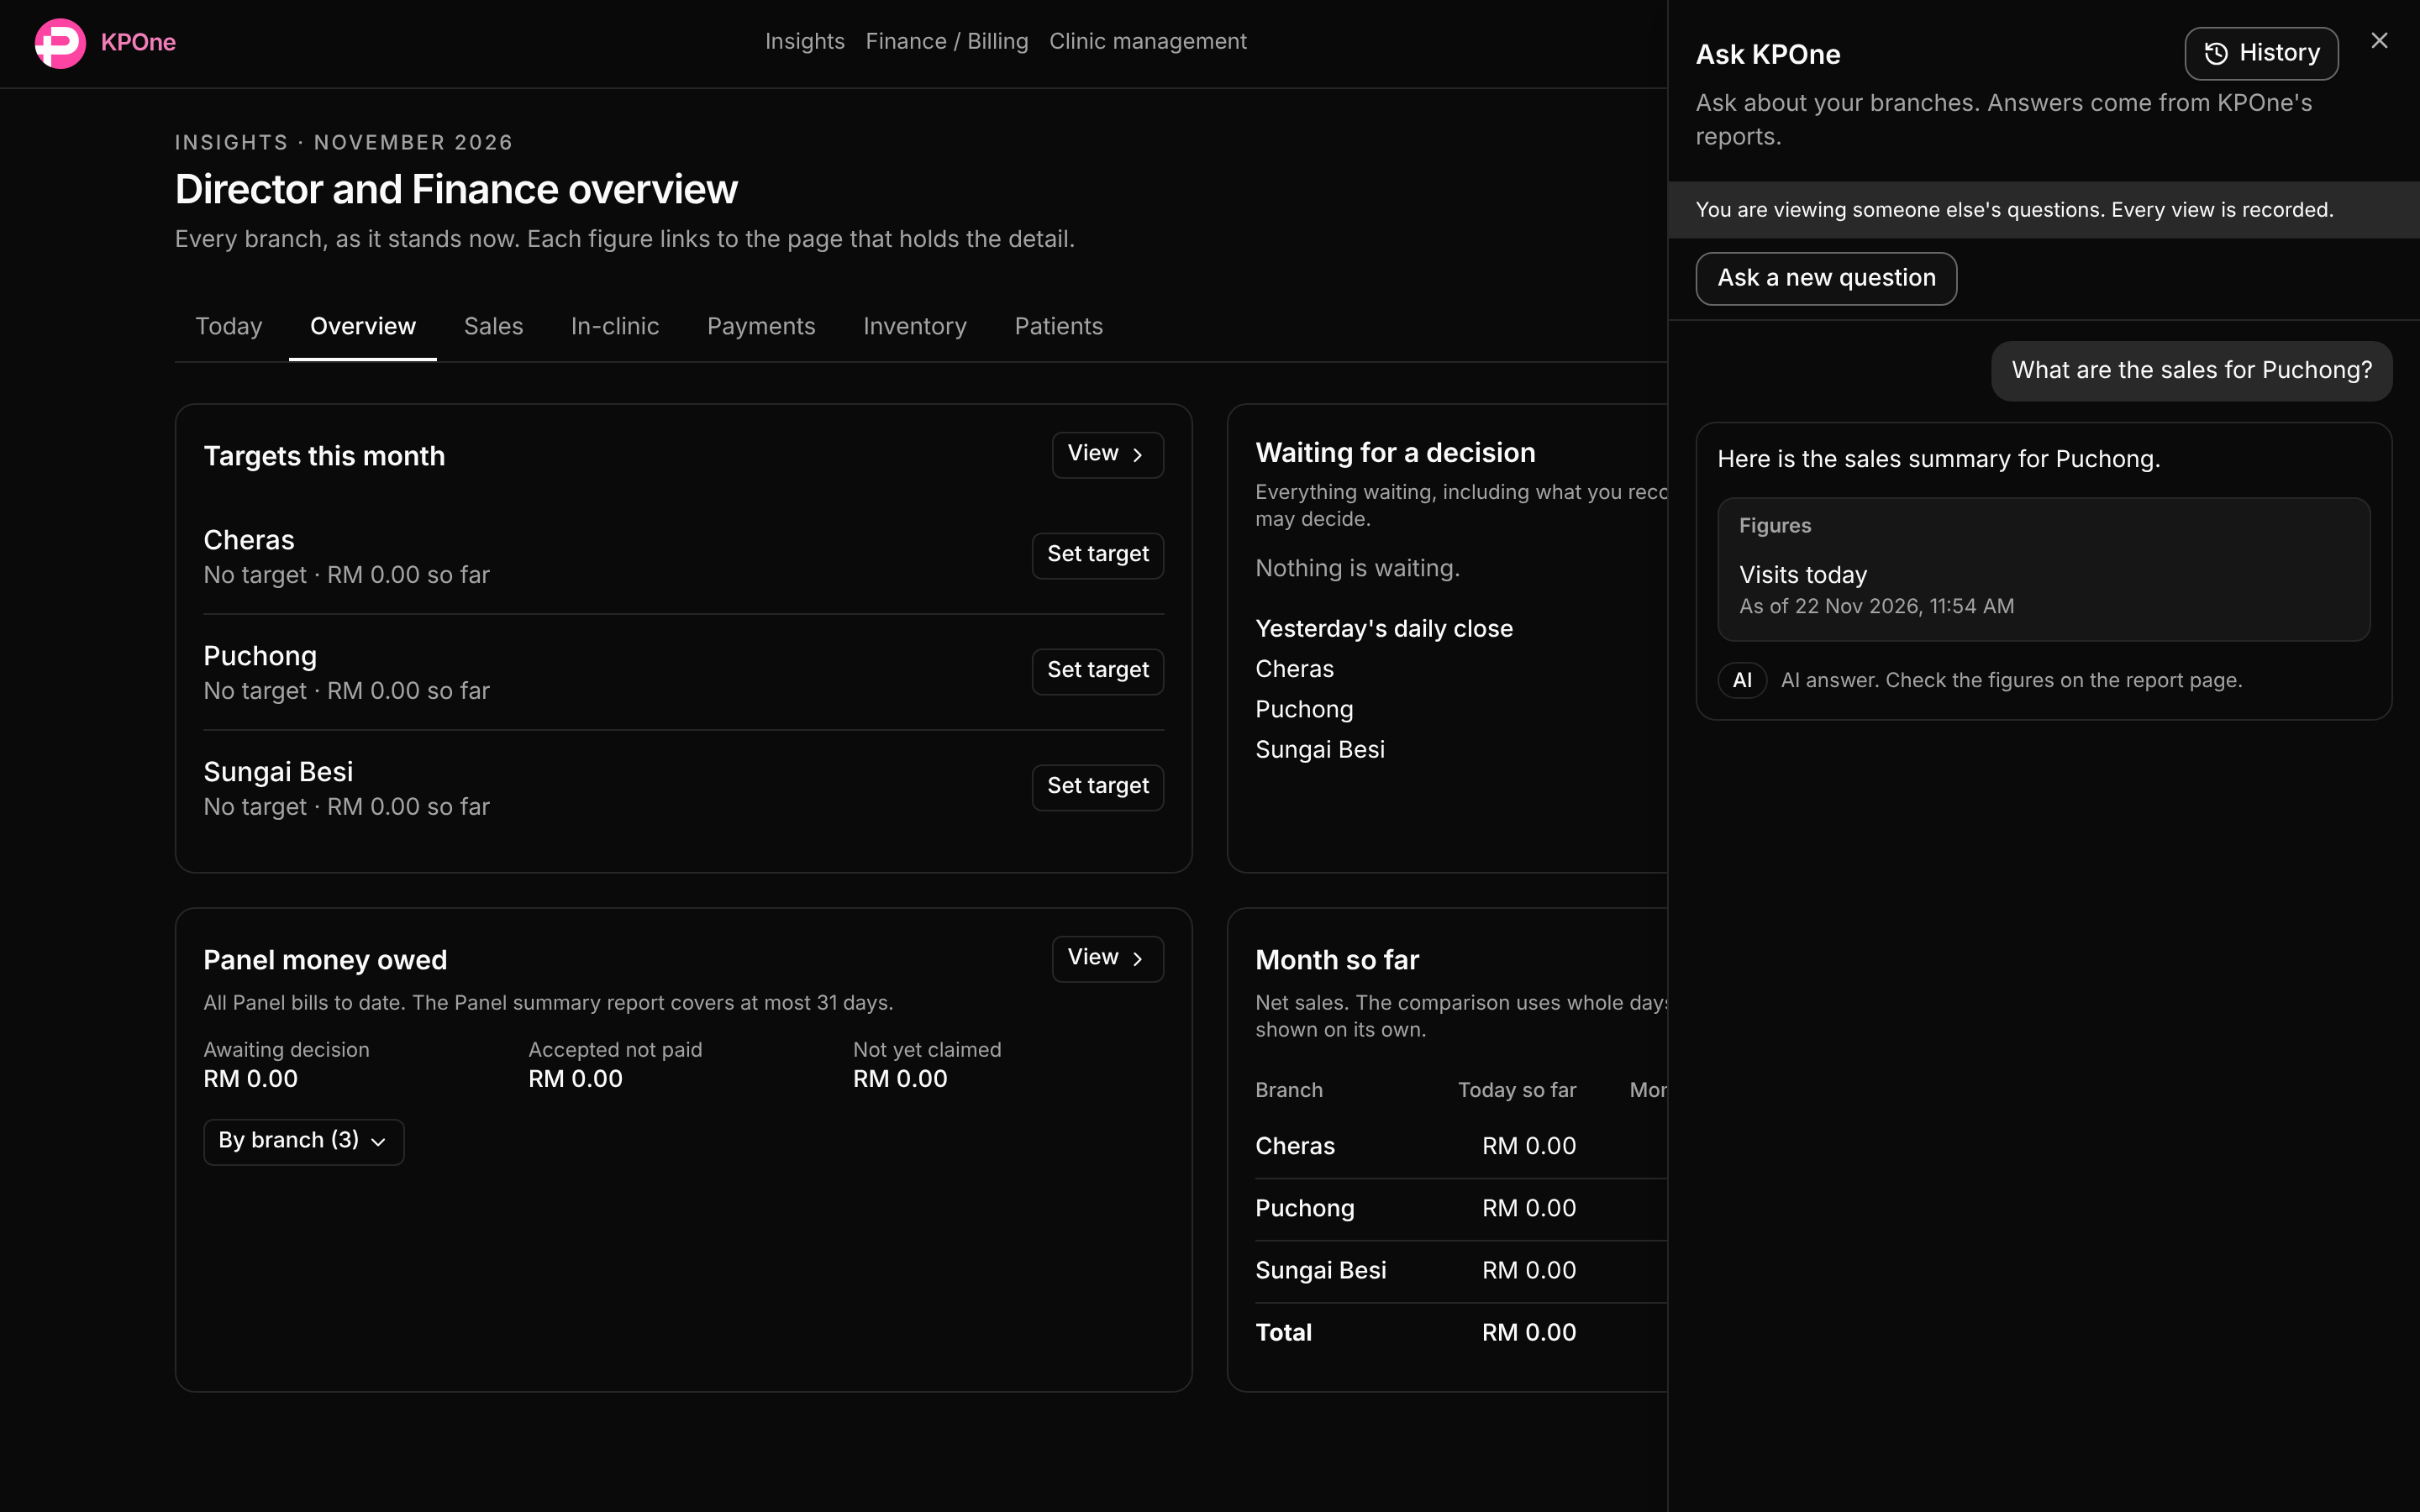 KPOne
Insights
Finance / Billing
Clinic management
INSIGHTS · NOVEMBER 2026
Director and Finance overview
Every branch, as it stands now. Each figure links to the page that holds the detail.
Today
Overview
Sales
In-clinic
Payments
Inventory
Patients
Targets this month
View
Cheras
No target · RM 0.00 so far
Set target
Puchong
No target · RM 0.00 so far
Set target
Sungai Besi
No target · RM 0.00 so far
Set target
Waiting for a decision
Everything waiting, including what you
may decide.
Nothing is waiting.
Yesterday's daily close
Cheras
Puchong
Sungai Besi
Panel money owed
View
All Panel bills to date. The Panel summary report covers at most 31 days.
Awaiting decision
RM 0.00
Accepted not paid
RM 0.00
Not yet claimed
RM 0.00
By branch (3)
Month so far
Net sales. The comparison uses whole days
shown on its own.
Branch
Today so far
Cheras
RM 0.00
Puchong
RM 0.00
Sungai Besi
RM 0.00
Total
RM 0.00
Ask KPOne
History
Ask about your branches. Answers come from KPOne's
reports.
You are viewing someone else's questions. Every view is recorded.
Ask a new question
What are the sales for Puchong?
Here is the sales summary for Puchong.
Figures
Visits today
As of 22 Nov 2026, 11:54 AM
AI
AI answer. Check the figures on the report page.